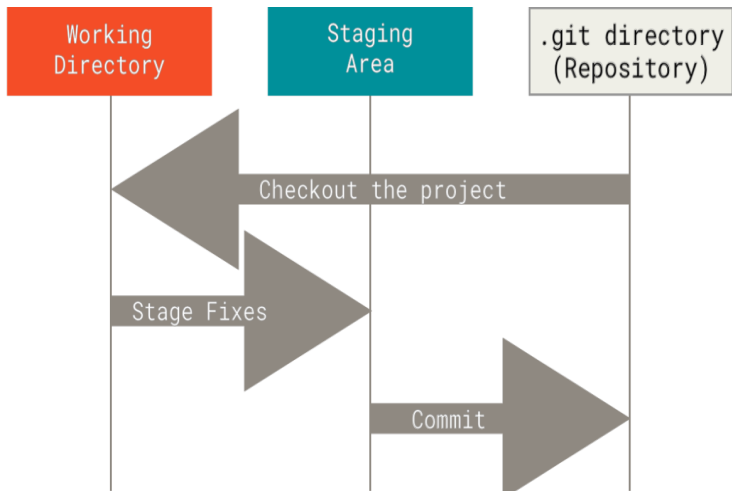 Working
Directory
Staging
Area
.git directory
(Repository)
Checkout the project
Stage Fixes
Commit